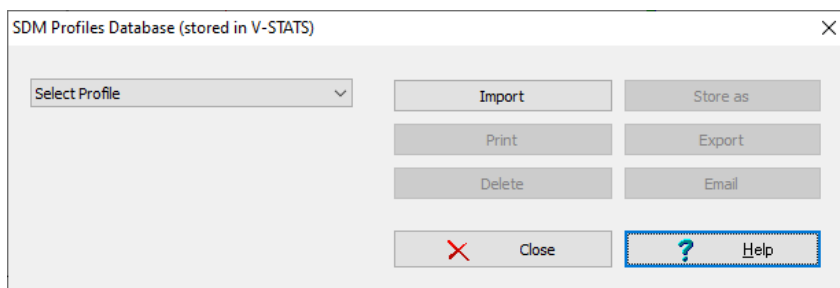 SDM Profiles Database (stored in V-STATS)
Select Profile
Import
Store as
Print
Export
Delete
Email
Close
Help